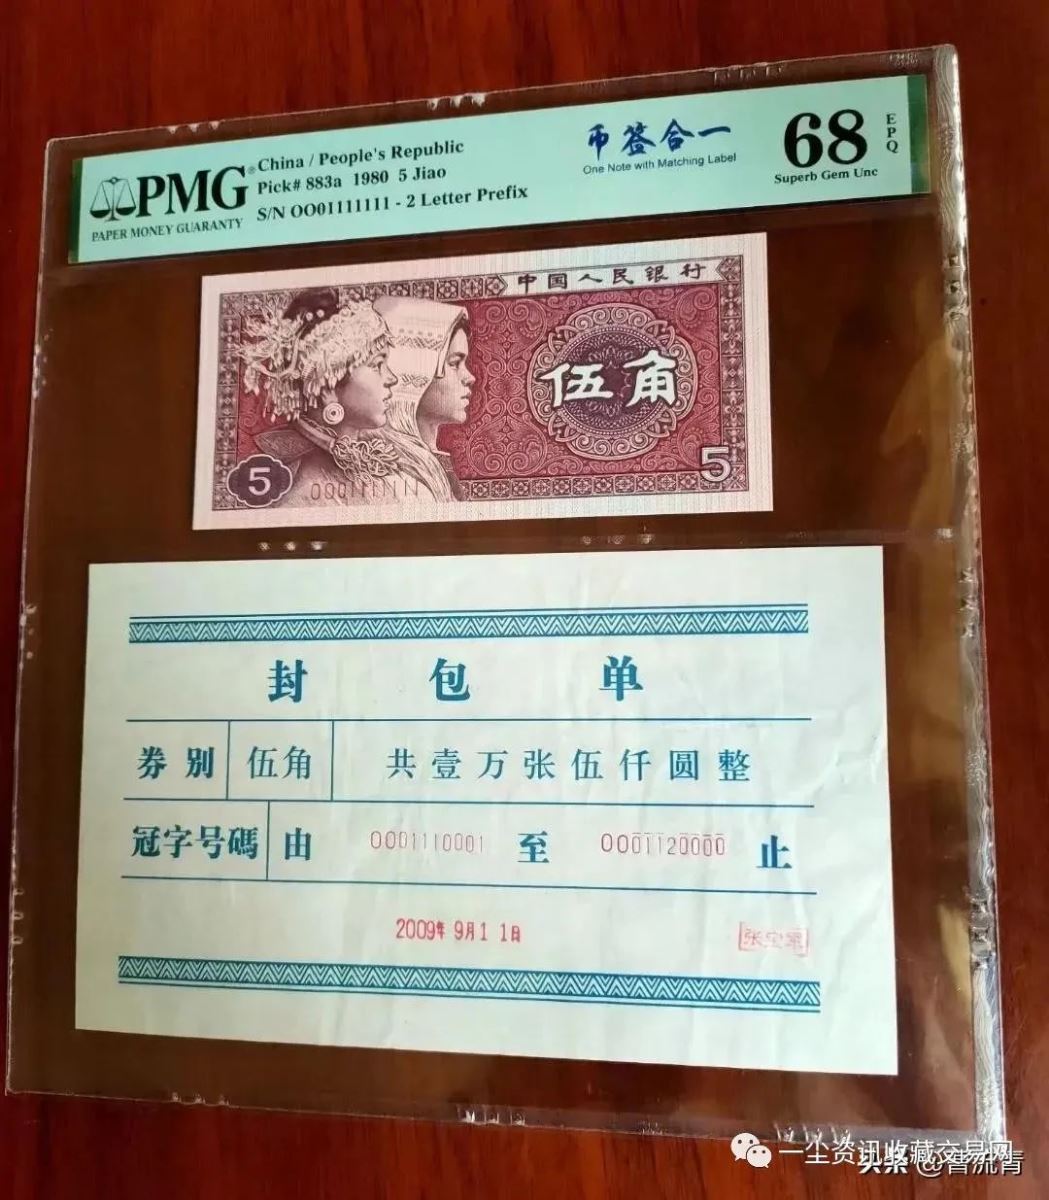 PMG®
PAPER MONEY GUARANTY
China / People's Republic
Pick# 883a 1980 5 Jiao
S/N OO01111111 - 2 Letter Prefix
币签合一
One Note with Matching Label
68
EPQ
Superb Gem Unc
中国人民银行
伍角
5
OO01111111
5
封包单
券别 伍角 共壹万张伍仟圆整
冠字号碼 由 OO01110001 至 OO01120000 止
2009年 9月11日
一尘资讯收藏交易网
头条